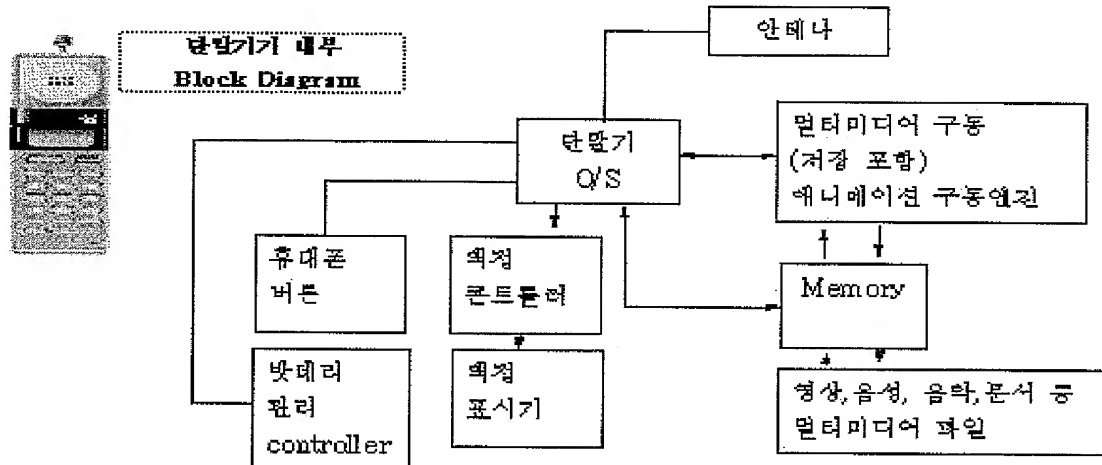 단말기기 내부
Block Diagram
안테나
단말기
O/S
멀티미디어 구동
(저장 포함)
애니메이션 구동엔진
휴대폰
버튼
액정
콘트롤러
Memory
밧데리
관리
controller
액정
표시기
영상,음성, 음악,문서 등
멀티미디어 파일